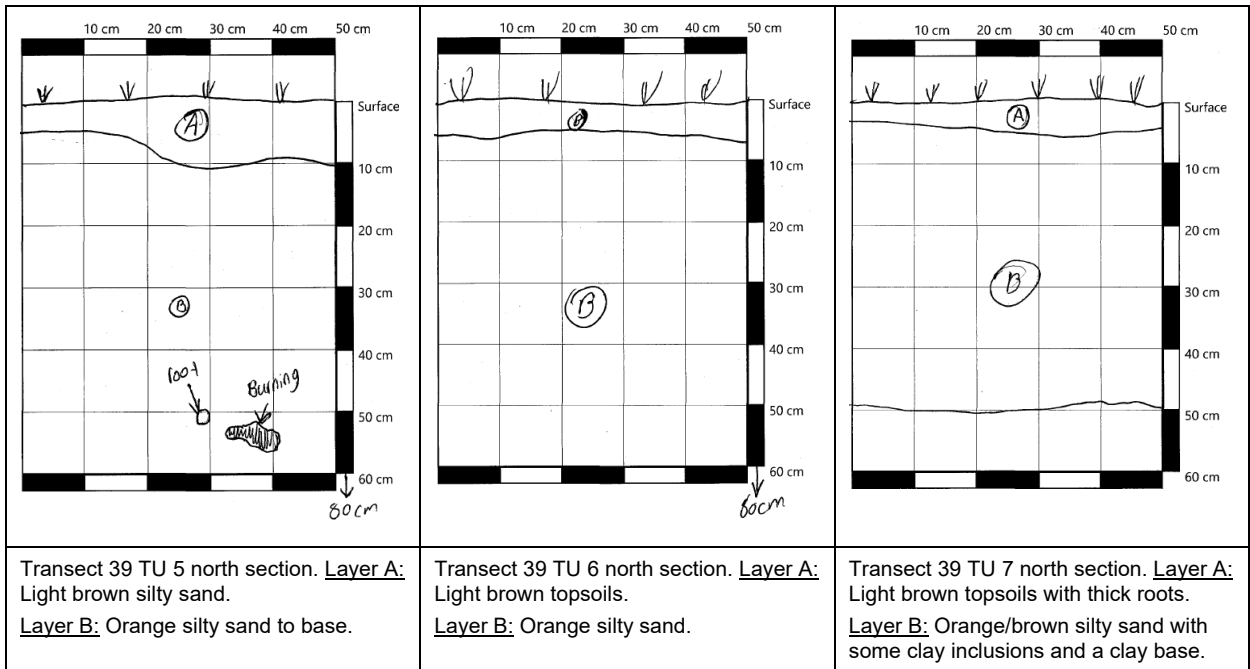 10 cm 20 cm 30 cm 40 cm 50 cm
Surface
A
10 cm
20 cm
30 cm
B
40 cm
root
Burning
50 cm
60 cm
80cm
Transect 39 TU 5 north section. Layer A:
Light brown silty sand.
Layer B: Orange silty sand to base.
10 cm 20 cm 30 cm 40 cm 50 cm
Surface
10 cm
20 cm
30 cm
B
40 cm
50 cm
60 cm
Transect 39 TU 6 north section. Layer A:
Light brown topsoils.
Layer B: Orange silty sand.
10 cm 20 cm 30 cm 40 cm 50 cm
Surface
A
10 cm
20 cm
B
30 cm
40 cm
50 cm
60 cm
Transect 39 TU 7 north section. Layer A:
Light brown topsoils with thick roots.
Layer B: Orange/brown silty sand with
some clay inclusions and a clay base.